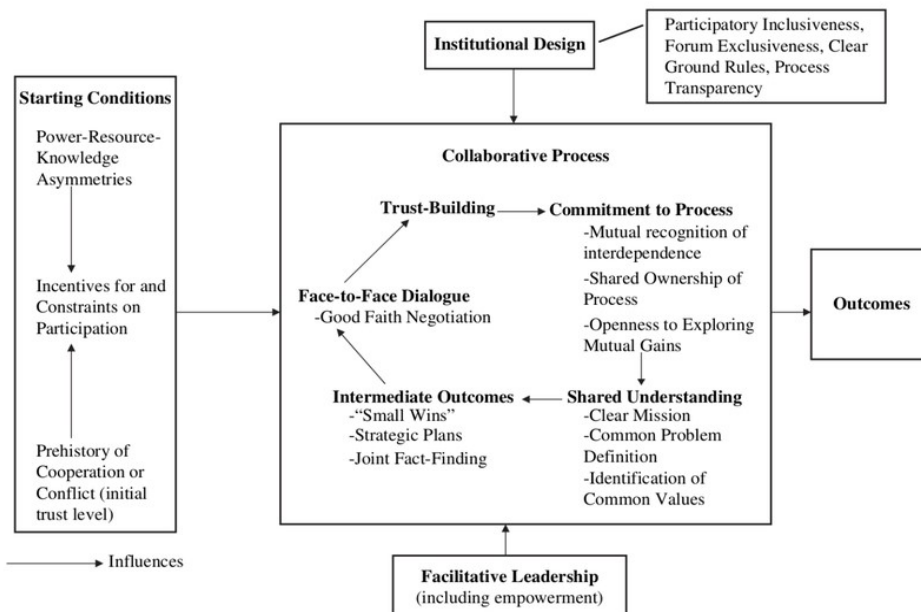 Institutional Design
Participatory Inclusiveness,
Forum Exclusiveness, Clear
Ground Rules, Process
Transparency
Starting Conditions
Power-Resource-
Knowledge
Asymmetries
Incentives for and
Constraints on
Participation
Prehistory of
Cooperation or
Conflict (initial
trust level)
Influences
Collaborative Process
Trust-Building
Commitment to Process
-Mutual recognition of
interdependence
-Shared Ownership of
Process
-Openness to Exploring
Mutual Gains
Face-to-Face Dialogue
-Good Faith Negotiation
Intermediate Outcomes
-“Small Wins”
-Strategic Plans
-Joint Fact-Finding
Shared Understanding
-Clear Mission
-Common Problem
Definition
-Identification of
Common Values
Outcomes
Facilitative Leadership
(including empowerment)